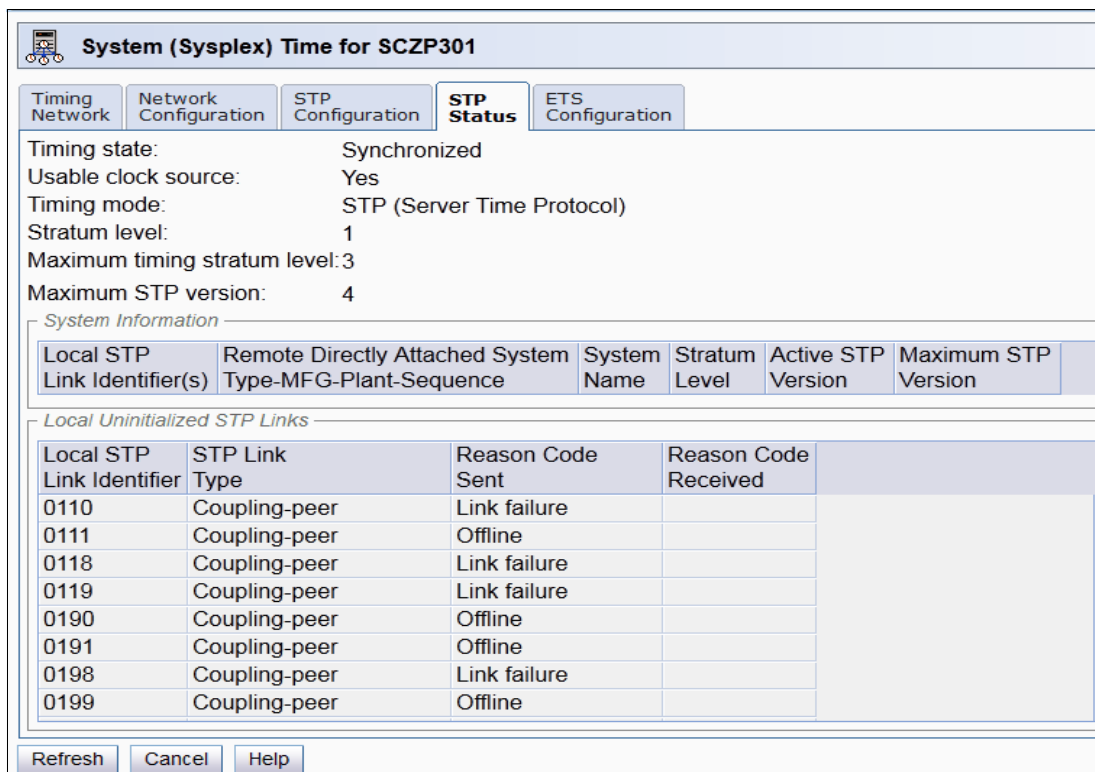 System (Sysplex) Time for SCZP301
Timing Network
Network Configuration
STP Configuration
STP Status
ETS Configuration
Timing state: Synchronized
Usable clock source: Yes
Timing mode: STP (Server Time Protocol)
Stratum level: 1
Maximum timing stratum level: 3
Maximum STP version: 4
System Information
Local STP Link Identifier(s) Remote Directly Attached System Type-MFG-Plant-Sequence System Name Stratum Level Active STP Version Maximum STP Version
Local Uninitialized STP Links
Local STP Link Identifier STP Link Type Reason Code Sent Reason Code Received
0110 Coupling-peer Link failure
0111 Coupling-peer Offline
0118 Coupling-peer Link failure
0119 Coupling-peer Link failure
0190 Coupling-peer Offline
0191 Coupling-peer Offline
0198 Coupling-peer Link failure
0199 Coupling-peer Offline
Refresh Cancel Help